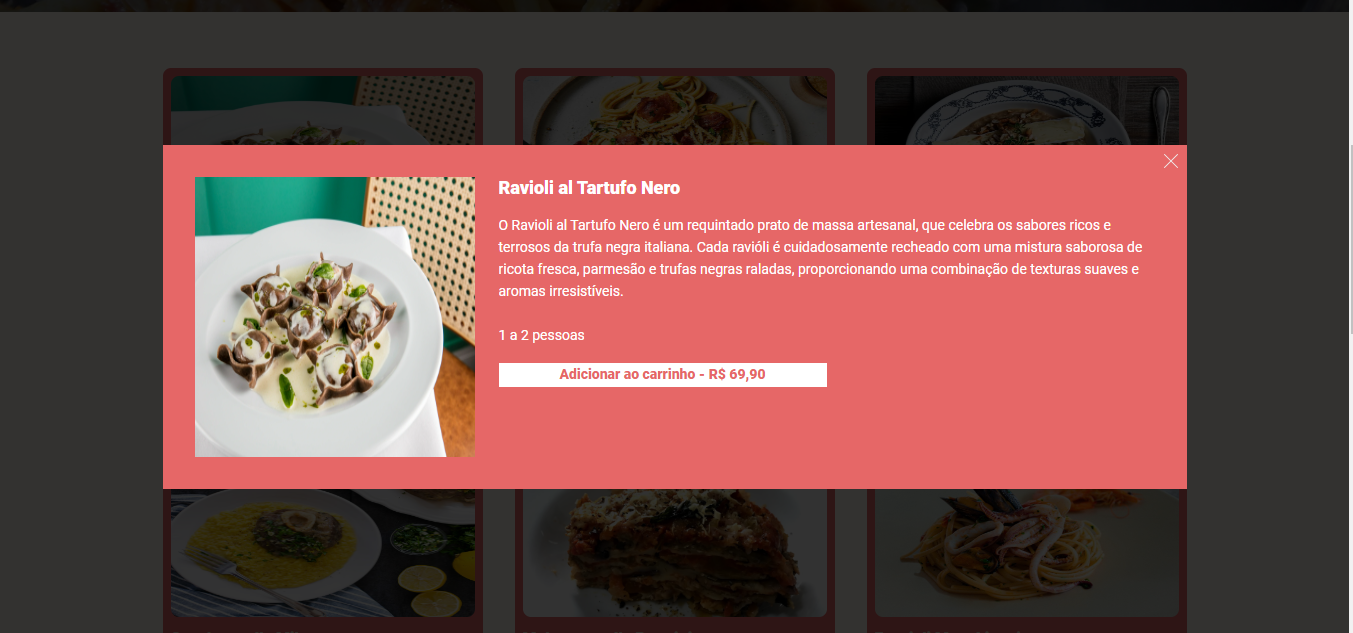 Ravioli al Tartufo Nero
O Ravioli al Tartufo Nero é um requintado prato de massa artesanal, que celebra os sabores ricos e
terrosos da trufa negra italiana. Cada ravióli é cuidadosamente recheado com uma mistura saborosa de
ricota fresca, parmesão e trufas negras raladas, proporcionando uma combinação de texturas suaves e
aromas irresistíveis.
1 a 2 pessoas
Adicionar ao carrinho - R$ 69,90